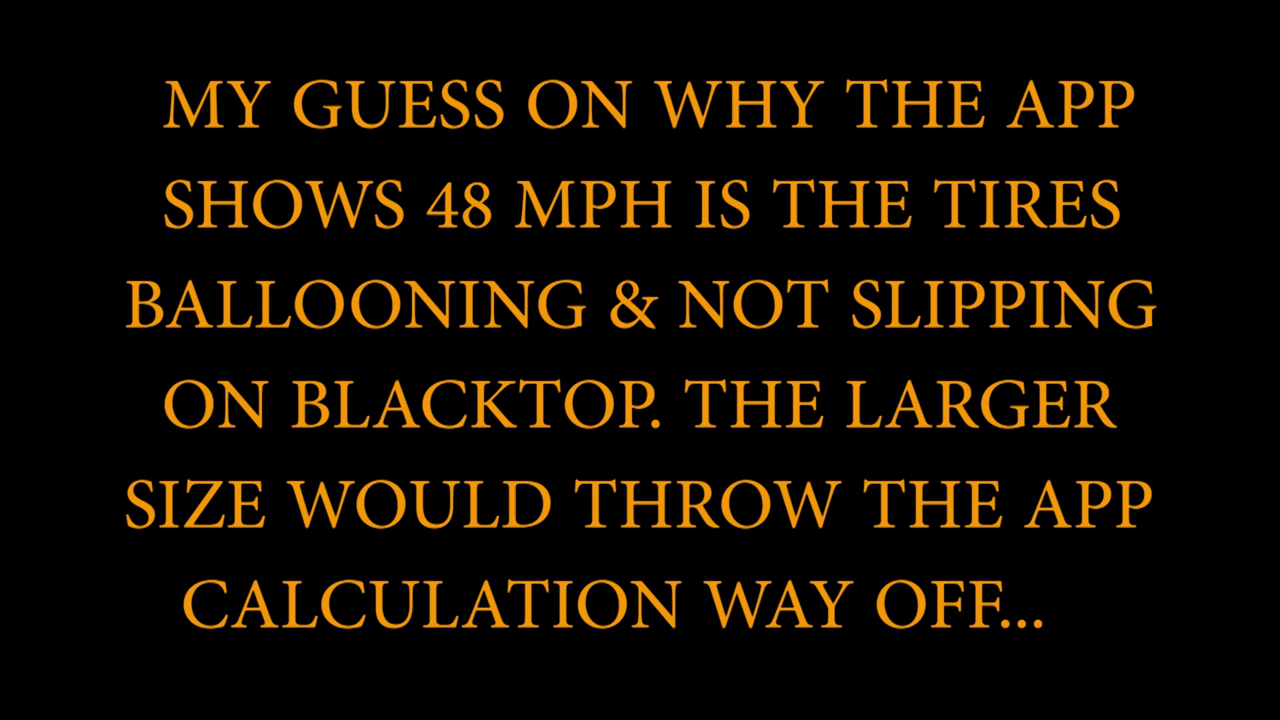 MY GUESS ON WHY THE APP
SHOWS 48 MPH IS THE TIRES
BALLOONING & NOT SLIPPING
ON BLACKTOP. THE LARGER
SIZE WOULD THROW THE APP
CALCULATION WAY OFF...